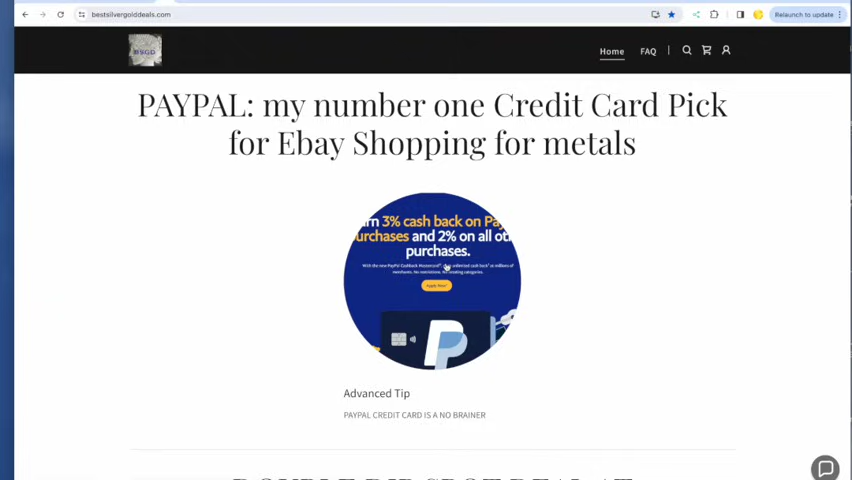 bestsilvergolddeals.com
Relaunch to update
BSGD
Home
FAQ
PAYPAL: my number one Credit Card Pick
for Ebay Shopping for metals
3% cash back on
and 2% on all
purchases.
Apply Now
Advanced Tip
PAYPAL CREDIT CARD IS A NO BRAINER